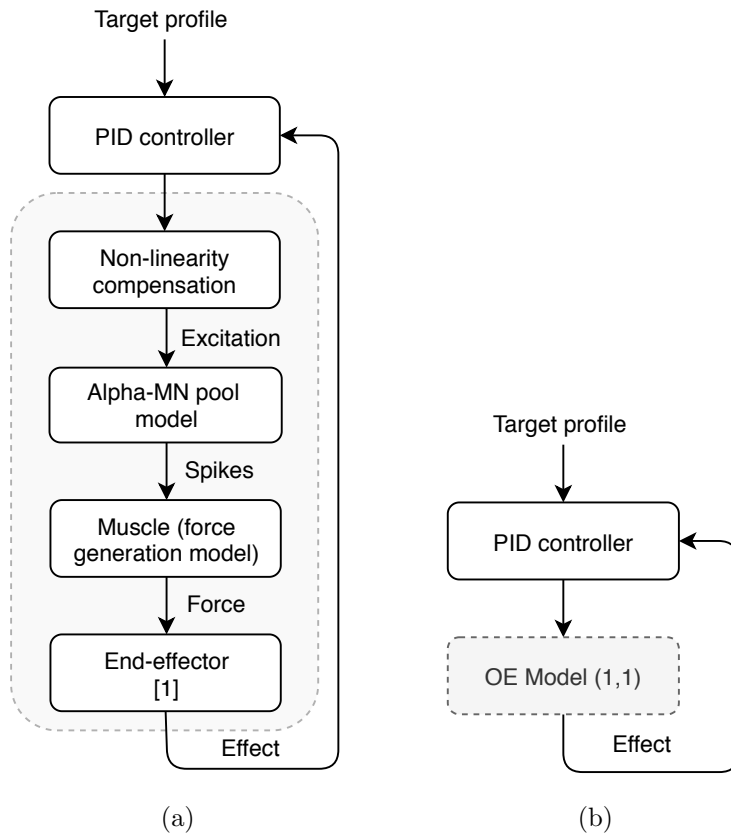 Target profile
PID controller
Non-linearity
compensation
Excitation
Alpha-MN pool
model
Spikes
Muscle (force
generation model)
Force
End-effector
[1]
Effect
(a)
Target profile
PID controller
OE Model (1,1)
Effect
(b)